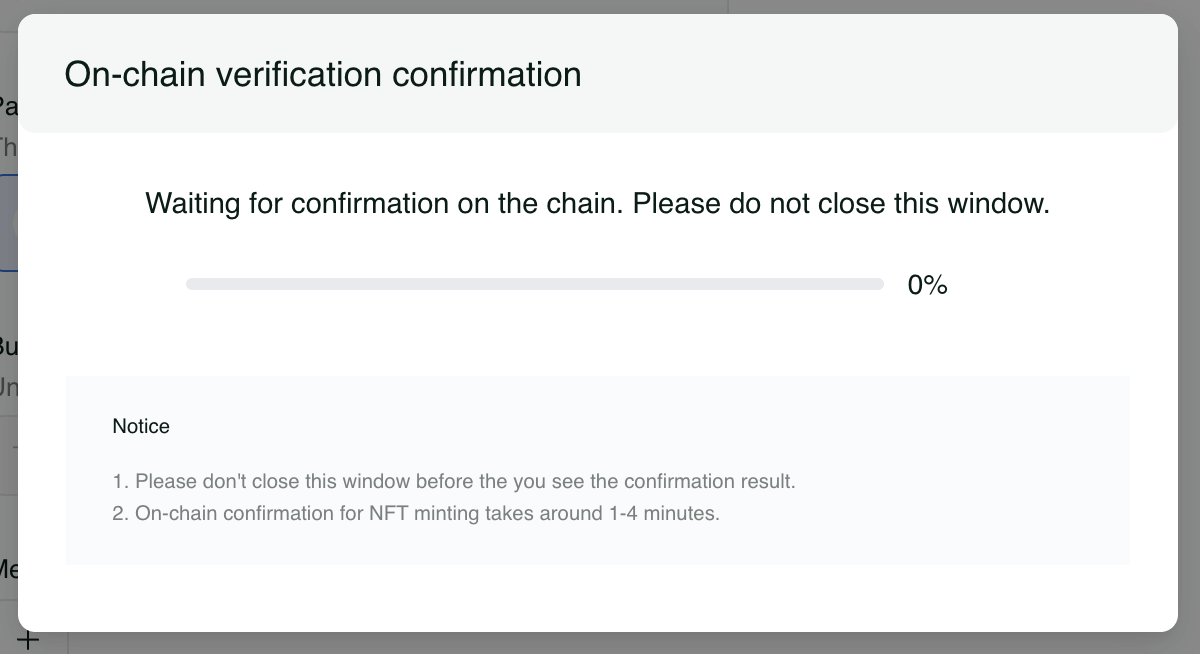 On-chain verification confirmation
Waiting for confirmation on the chain. Please do not close this window.
0%
Notice
1. Please don't close this window before the you see the confirmation result.
2. On-chain confirmation for NFT minting takes around 1-4 minutes.